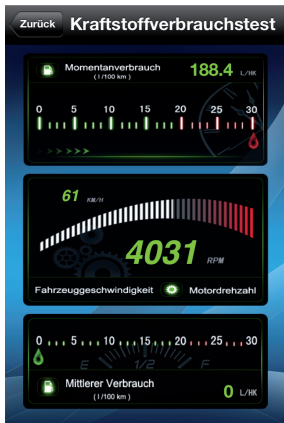 Zurück Kraftstoffverbrauchstest
Momentanverbrauch 188.4 L/HK
( l /100 km )
0 5 10 15 20 25 30
61 KM/H
4031 RPM
Fahrzeuggeschwindigkeit Motordrehzahl
0 5 10 15 20 25 30
E 1/2 F
Mittlerer Verbrauch 0 L/HK
( l /100 km )